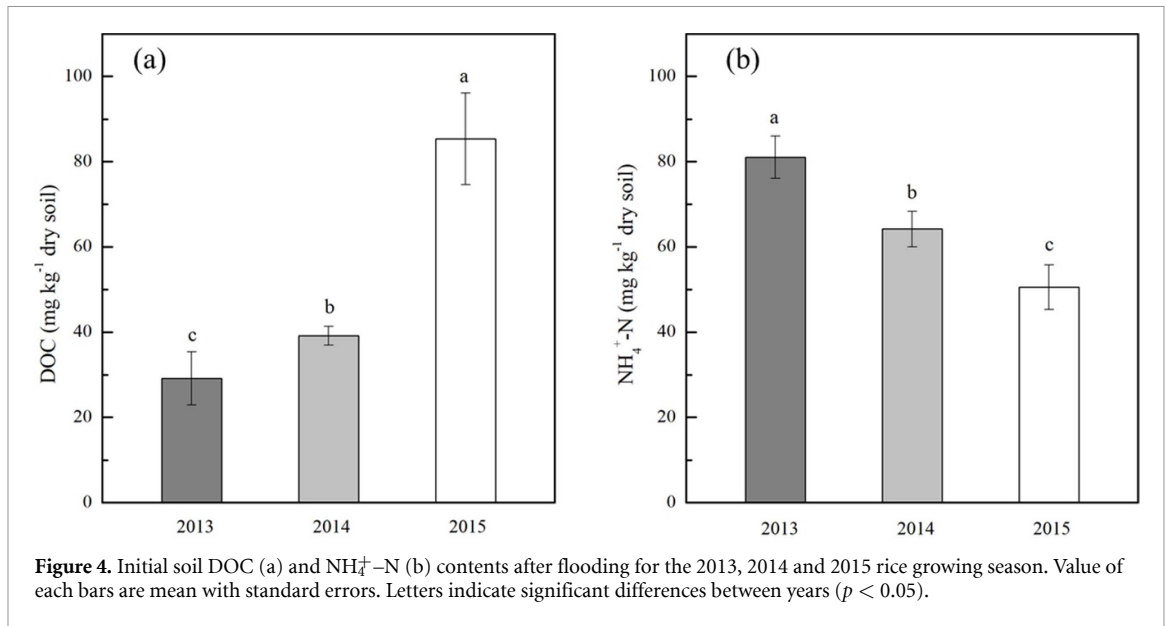 (a)
100
80
60
40
20
0
DOC (mg kg⁻¹ dry soil)
c
b
a
2013 2014 2015
(b)
100
80
60
40
20
0
NH₄⁺-N (mg kg⁻¹ dry soil)
a
b
c
2013 2014 2015
Figure 4. Initial soil DOC (a) and NH₄⁺–N (b) contents after flooding for the 2013, 2014 and 2015 rice growing season. Value of
each bars are mean with standard errors. Letters indicate significant differences between years (p < 0.05).